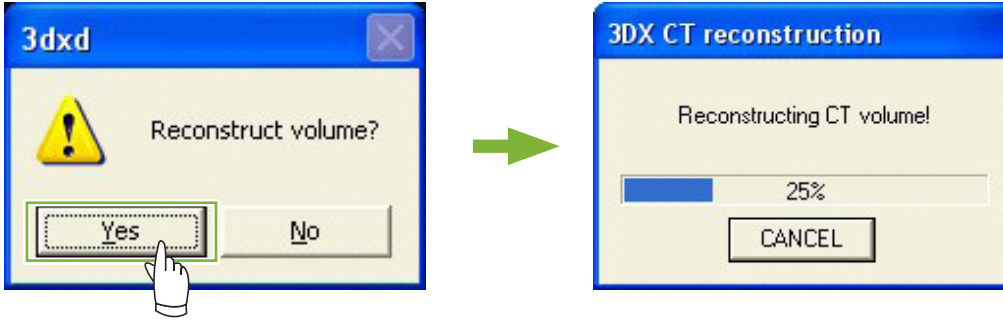 3dxd
Reconstruct volume?
Yes
No
3DX CT reconstruction
Reconstructing CT volume!
25%
CANCEL